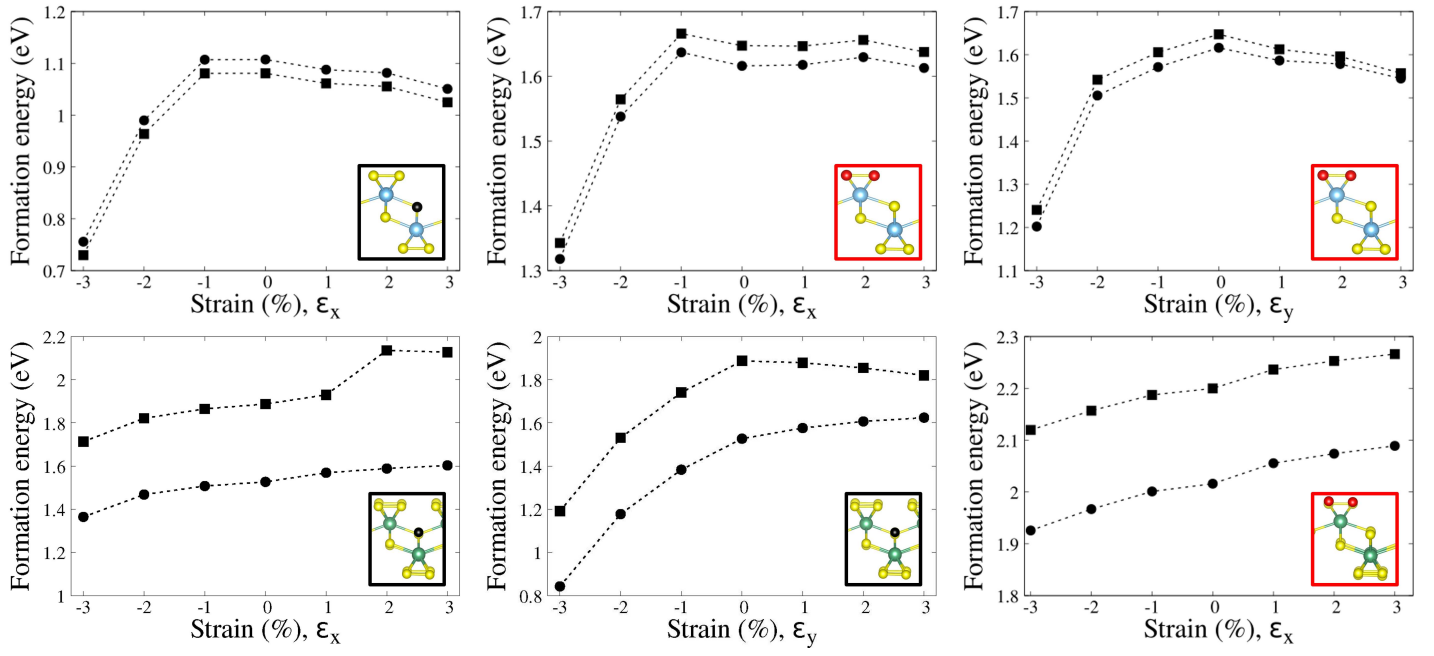 Formation energy (eV)
1.2
1.1
1
0.9
0.8
0.7
-3 -2 -1 0 1 2 3
Strain (%), εx
Formation energy (eV)
1.7
1.6
1.5
1.4
1.3
-3 -2 -1 0 1 2 3
Strain (%), εx
Formation energy (eV)
1.7
1.6
1.5
1.4
1.3
1.2
1.1
-3 -2 -1 0 1 2 3
Strain (%), εy
Formation energy (eV)
2.2
2
1.8
1.6
1.4
1.2
1
-3 -2 -1 0 1 2 3
Strain (%), εx
Formation energy (eV)
2
1.8
1.6
1.4
1.2
1
0.8
-3 -2 -1 0 1 2 3
Strain (%), εy
Formation energy (eV)
2.3
2.2
2.1
2
1.9
1.8
-3 -2 -1 0 1 2 3
Strain (%), εx